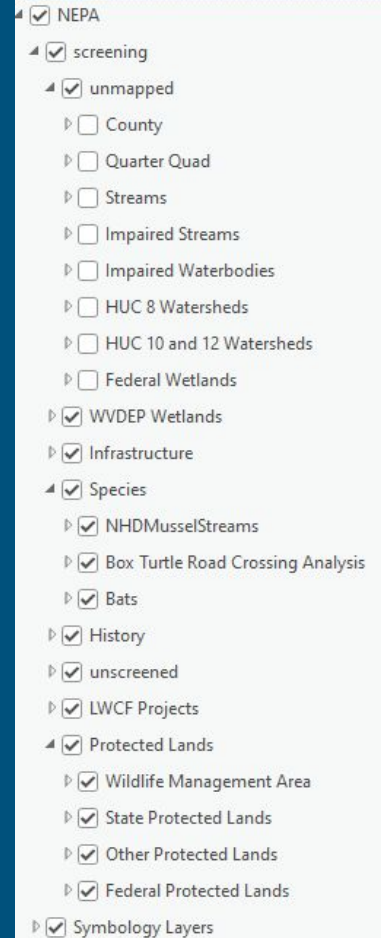 NEPA
screening
unmapped
County
Quarter Quad
Streams
Impaired Streams
Impaired Waterbodies
HUC 8 Watersheds
HUC 10 and 12 Watersheds
Federal Wetlands
WVDEP Wetlands
Infrastructure
Species
NHDMusselStreams
Box Turtle Road Crossing Analysis
Bats
History
unscreened
LWCF Projects
Protected Lands
Wildlife Management Area
State Protected Lands
Other Protected Lands
Federal Protected Lands
Symbology Layers